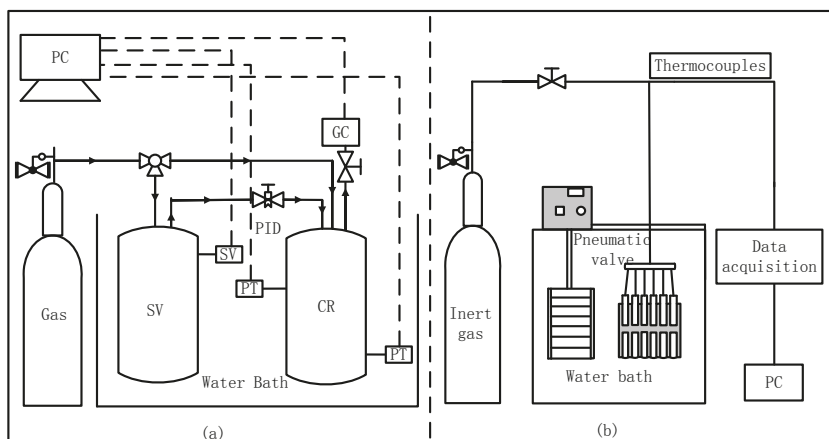 PC
GC
PID
SV
PT
Gas
SV
CR
PT
Water Bath
(a)
Thermocouples
Pneumatic
valve
Data
acquisition
Inert
gas
Water bath
PC
(b)